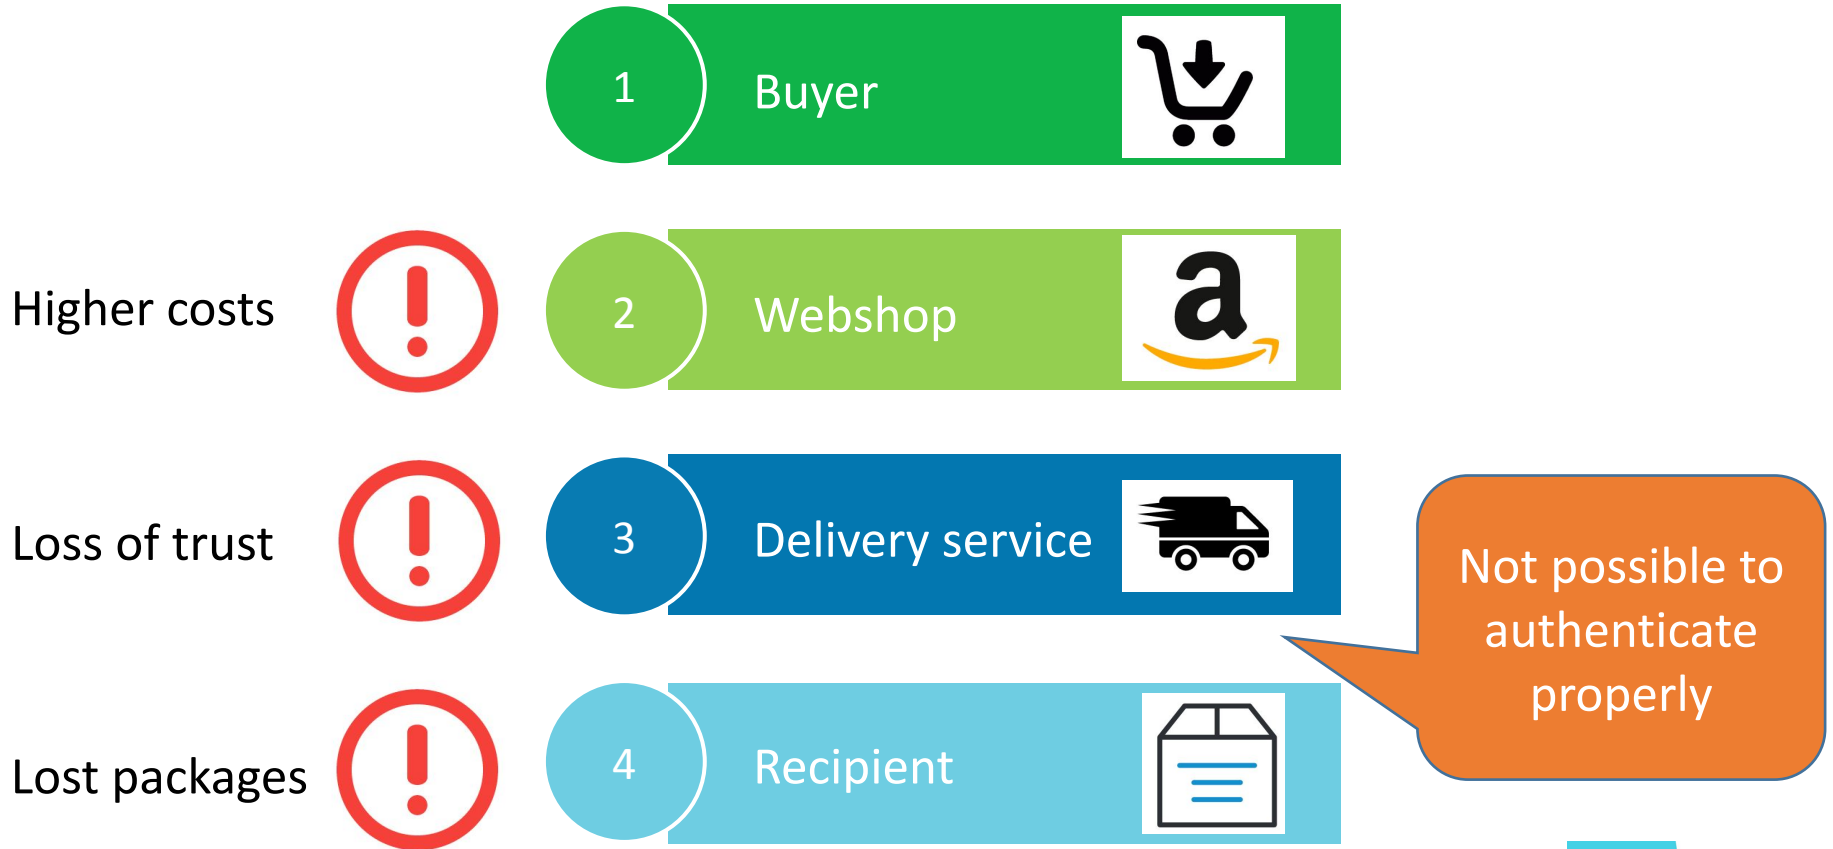 1
Buyer
Higher costs
2
Webshop
a
Loss of trust
3
Delivery service
Not possible to
authenticate
properly
Lost packages
4
Recipient